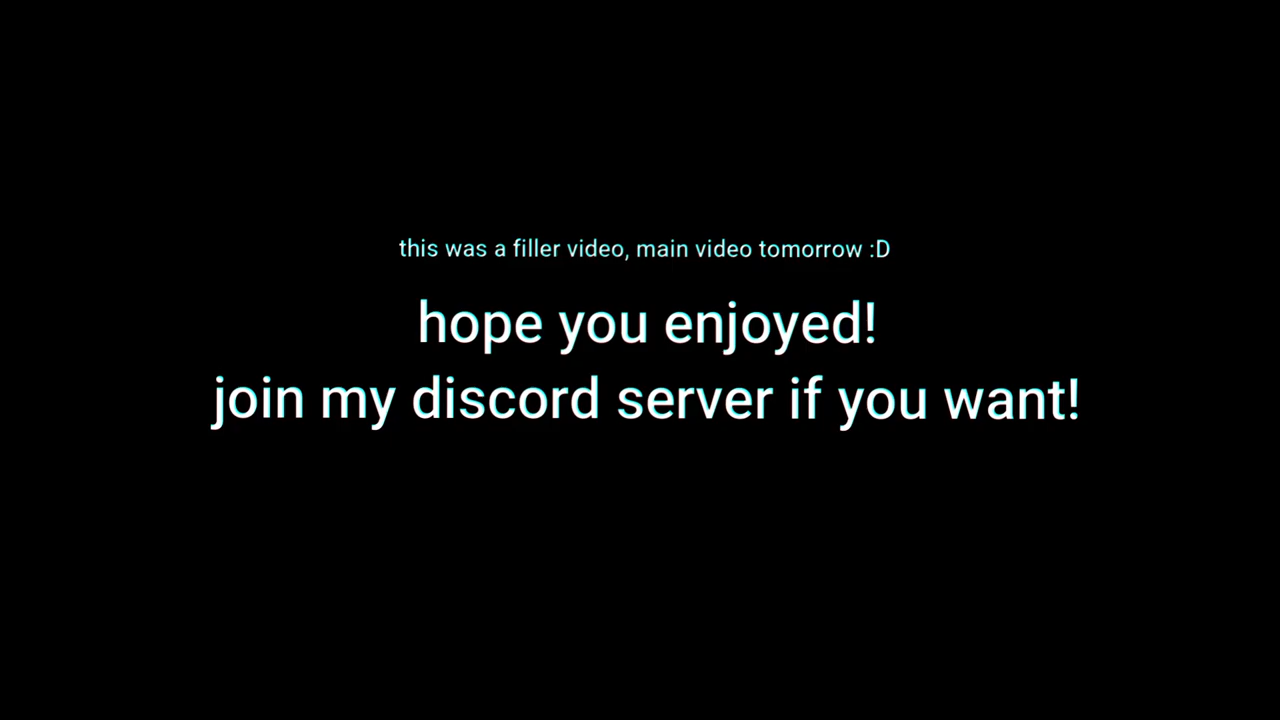 this was a filler video, main video tomorrow :D
hope you enjoyed!
join my discord server if you want!